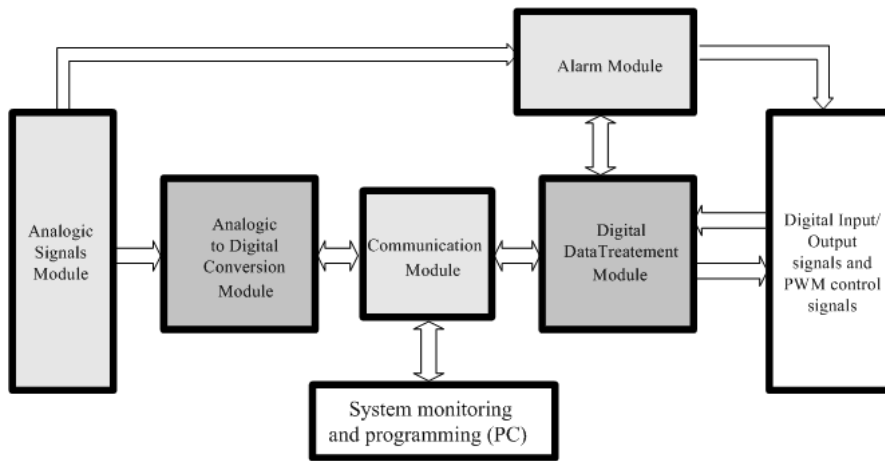 Alarm Module
Analogic
Signals
Module
Analogic
to Digital
Conversion
Module
Communication
Module
Digital
DataTreatement
Module
Digital Input/
Output
signals and
PWM control
signals
System monitoring
and programming (PC)